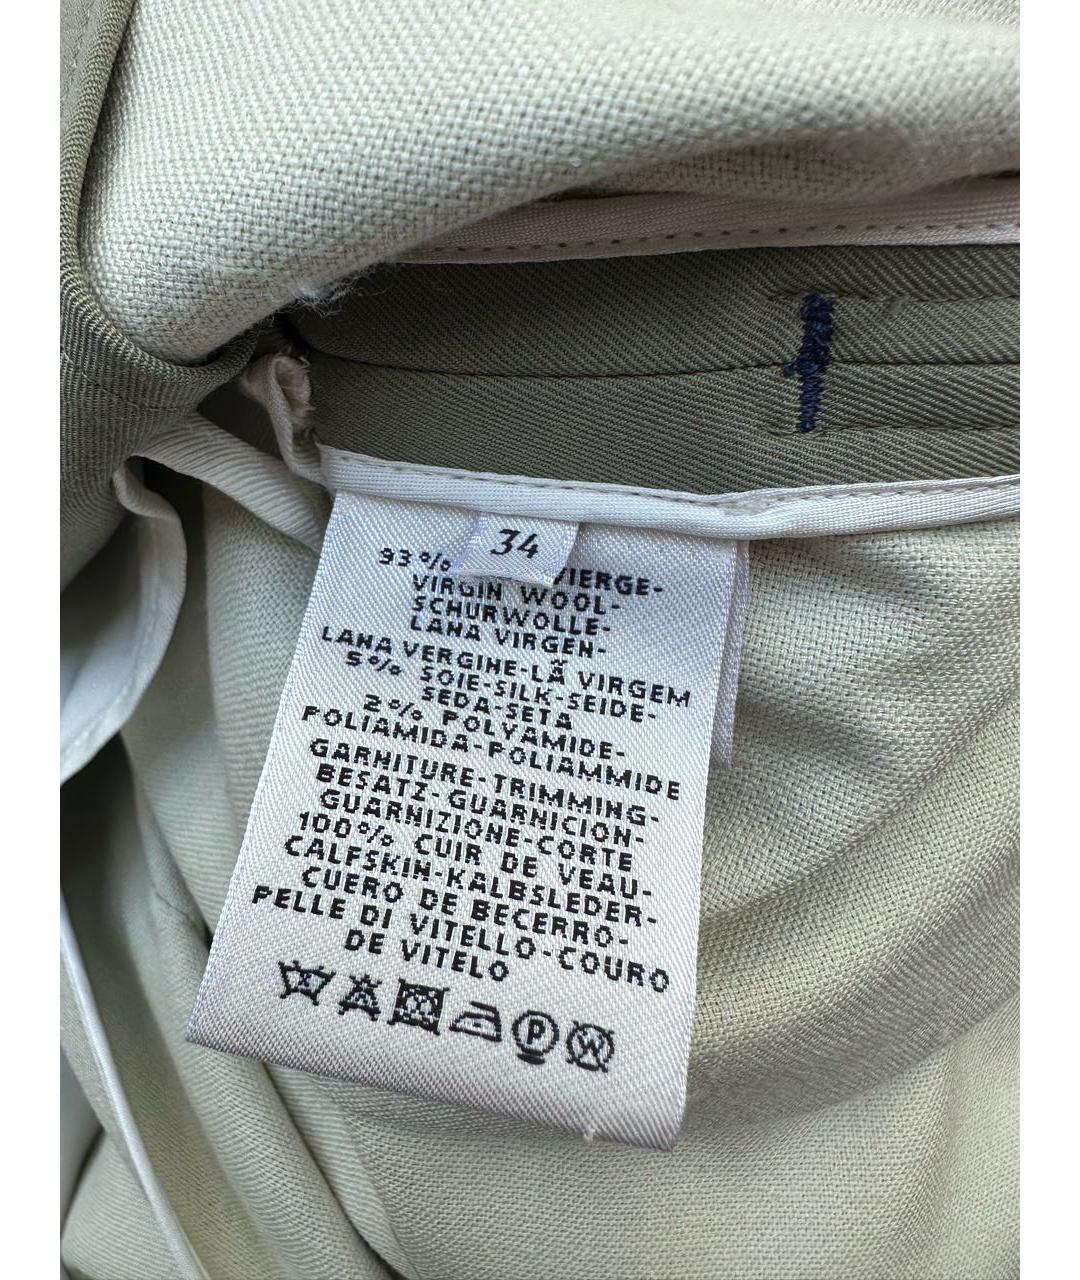 34
93% VIERGE-
VIRGIN WOOL-
SCHURWOLLE-
LANA VIRGEN-
LANA VERGINE-LÃ VIRGEM
5% SOIE-SILK-SEIDE-
SEDA-SETA
2% POLYAMIDE-
POLIAMIDA-POLIAMMIDE
GARNITURE-TRIMMING-
BESATZ-GUARNICION-
GUARNIZIONE-CORTE
100% CUIR DE VEAU-
CALFSKIN-KALBSLEDER-
CUERO DE BECERRO-
PELLE DI VITELLO-COURO
DE VITELO
P W